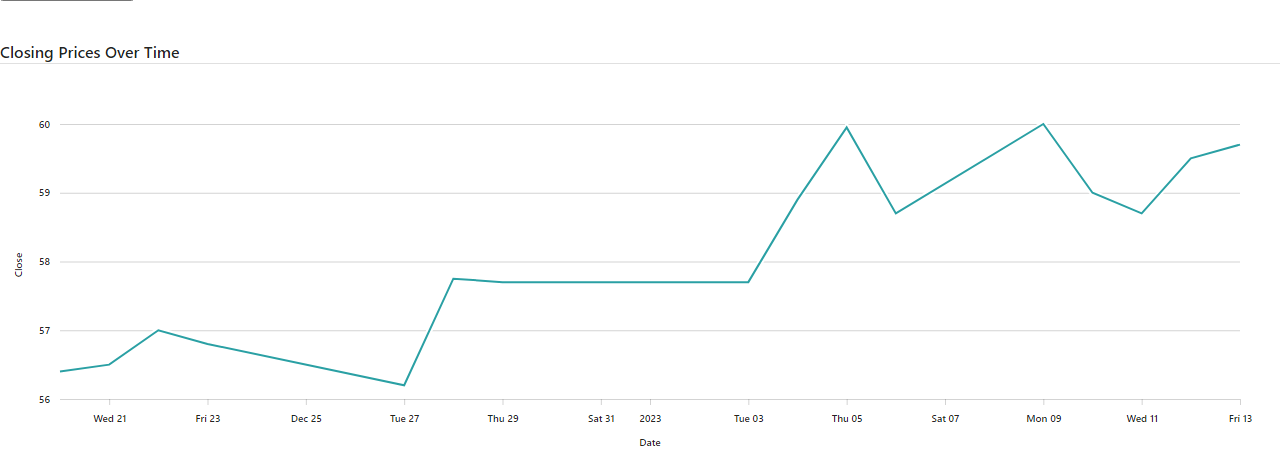 Closing Prices Over Time
60
59
58
57
56
Close
Wed 21 Fri 23 Dec 25 Tue 27 Thu 29 Sat 31 2023 Tue 03 Thu 05 Sat 07 Mon 09 Wed 11 Fri 13
Date